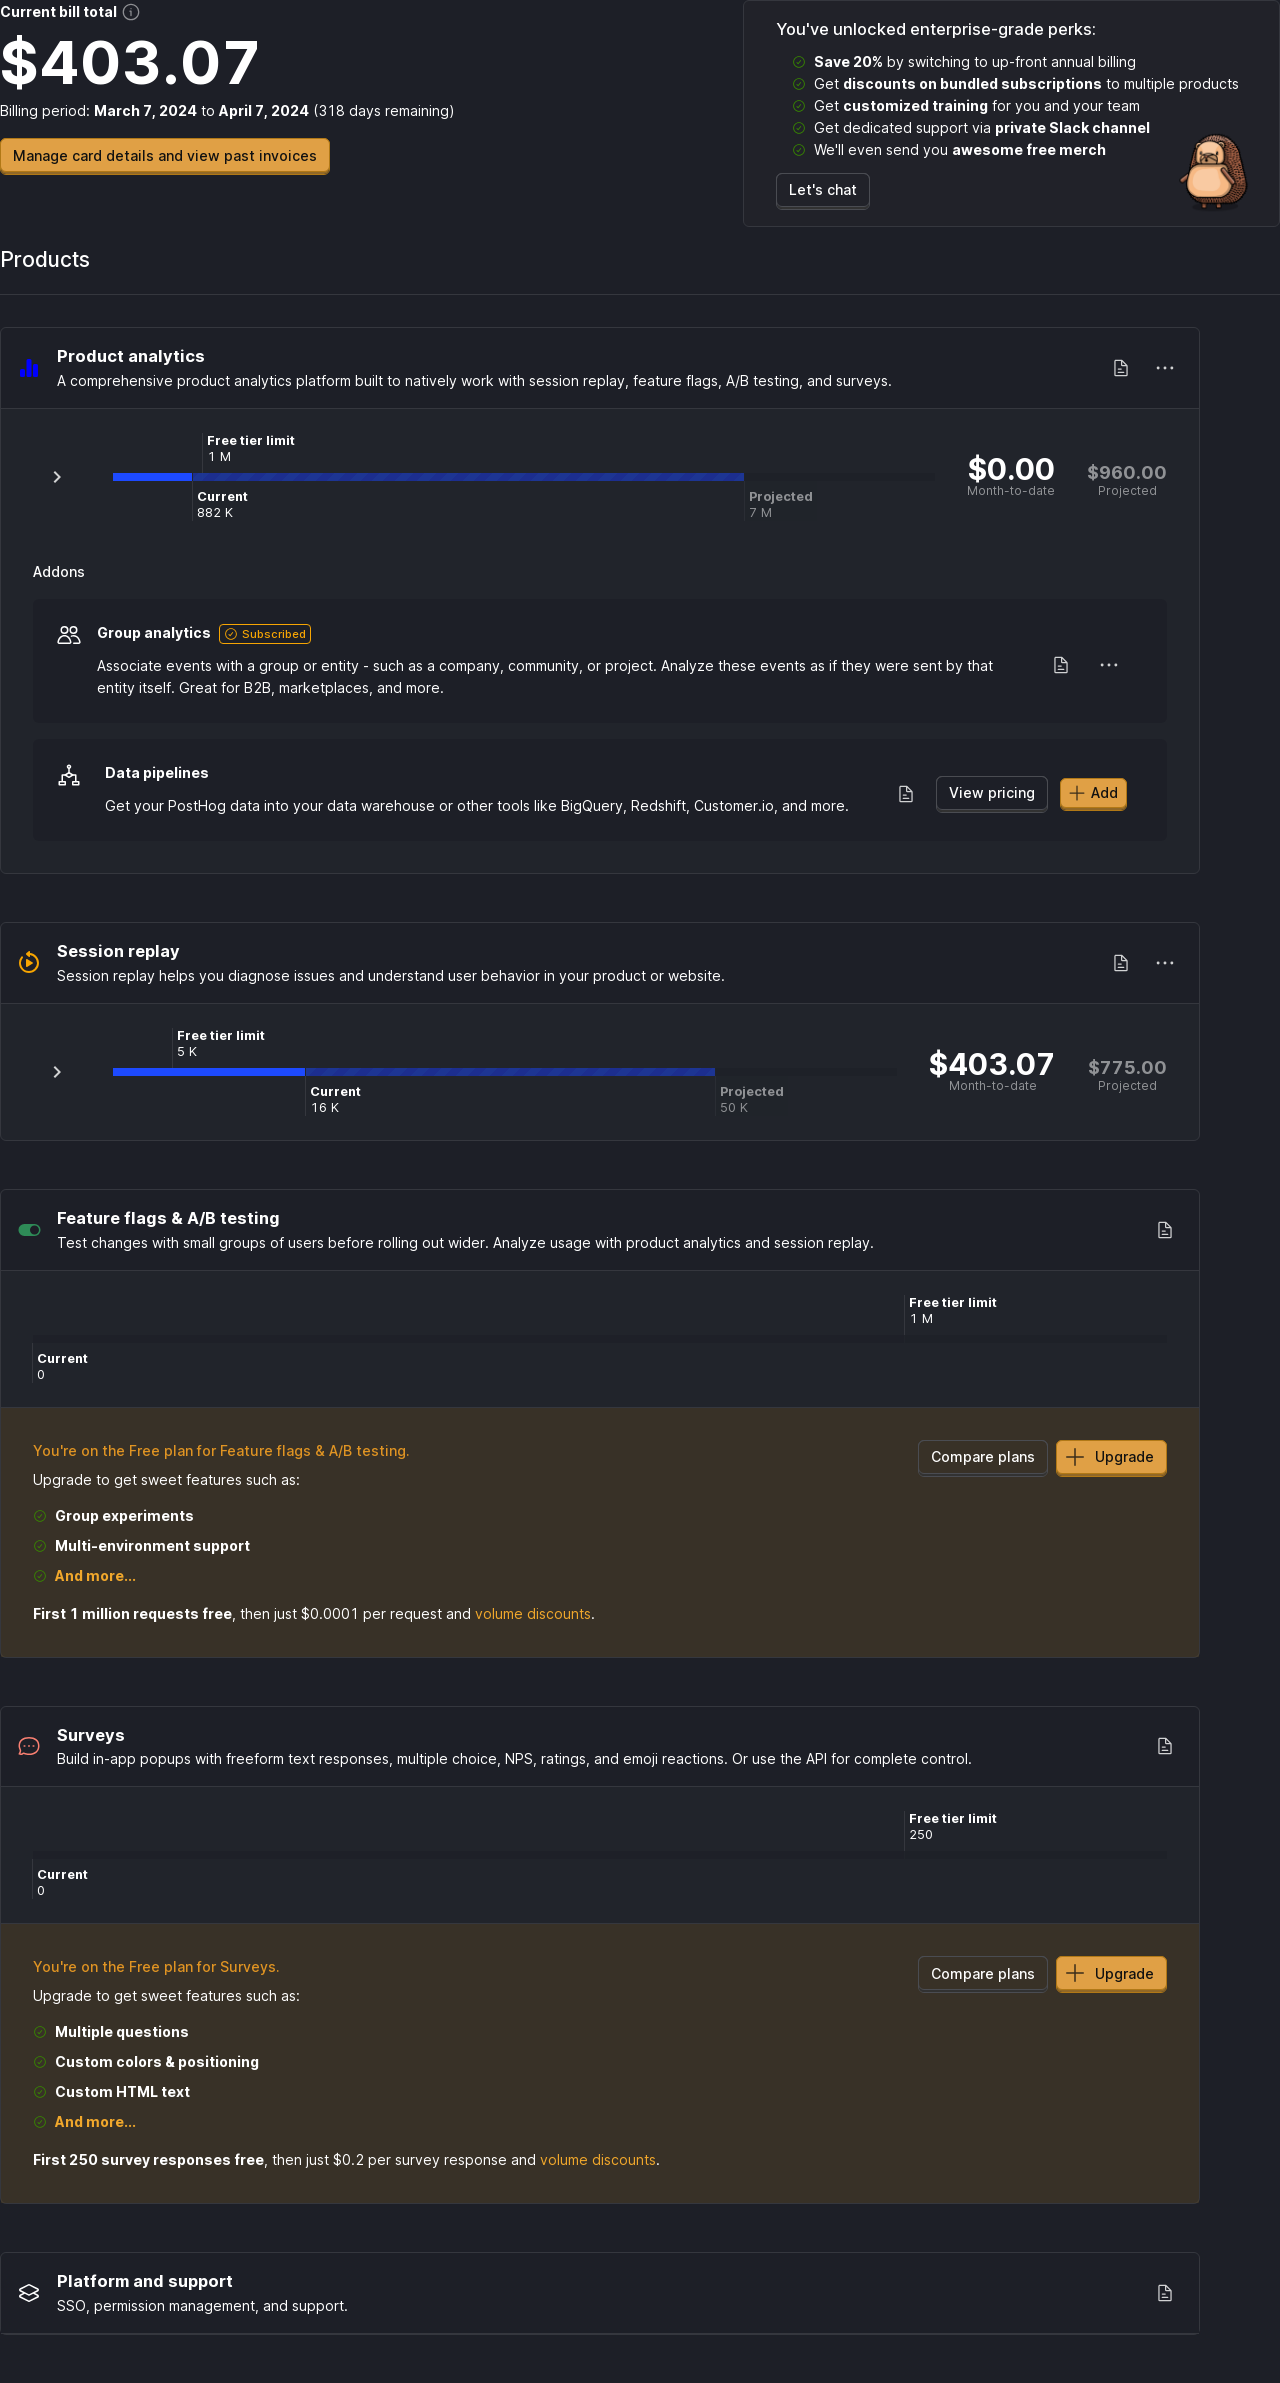 Current bill total
$403.07
Billing period: March 7, 2024 to April 7, 2024 (318 days remaining)
Manage card details and view past invoices
You've unlocked enterprise-grade perks:
Save 20% by switching to up-front annual billing
Get discounts on bundled subscriptions to multiple products
Get customized training for you and your team
Get dedicated support via private Slack channel
We'll even send you awesome free merch
Let's chat
Products
Product analytics
A comprehensive product analytics platform built to natively work with session replay, feature flags, A/B testing, and surveys.
Free tier limit
1 M
Current
882 K
Projected
7 M
$0.00
Month-to-date
$960.00
Projected
Addons
Group analytics Subscribed
Associate events with a group or entity - such as a company, community, or project. Analyze these events as if they were sent by that
entity itself. Great for B2B, marketplaces, and more.
Data pipelines
Get your PostHog data into your data warehouse or other tools like BigQuery, Redshift, Customer.io, and more.
View pricing
Add
Session replay
Session replay helps you diagnose issues and understand user behavior in your product or website.
Free tier limit
5 K
Current
16 K
Projected
50 K
$403.07
Month-to-date
$775.00
Projected
Feature flags & A/B testing
Test changes with small groups of users before rolling out wider. Analyze usage with product analytics and session replay.
Free tier limit
1 M
Current
0
You're on the Free plan for Feature flags & A/B testing.
Upgrade to get sweet features such as:
Compare plans
Upgrade
Group experiments
Multi-environment support
And more...
First 1 million requests free, then just $0.0001 per request and volume discounts.
Surveys
Build in-app popups with freeform text responses, multiple choice, NPS, ratings, and emoji reactions. Or use the API for complete control.
Free tier limit
250
Current
0
You're on the Free plan for Surveys.
Upgrade to get sweet features such as:
Compare plans
Upgrade
Multiple questions
Custom colors & positioning
Custom HTML text
And more...
First 250 survey responses free, then just $0.2 per survey response and volume discounts.
Platform and support
SSO, permission management, and support.